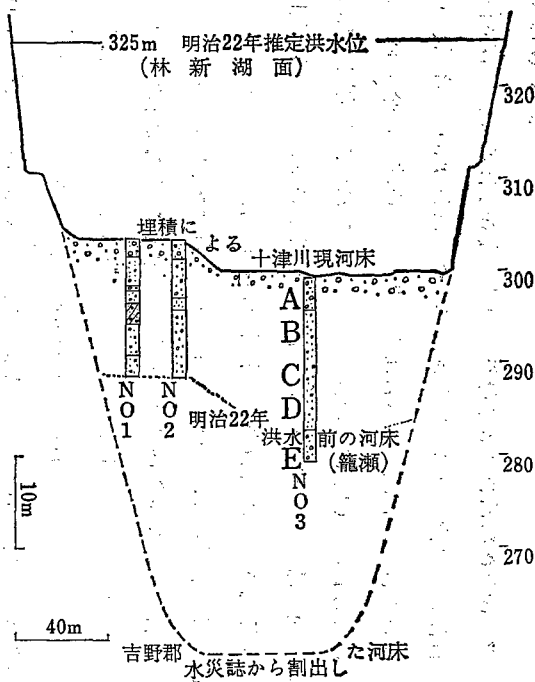 325m 明治22年推定洪水位
(林新湖面)
320
310
埋積による
十津川現河床
300
A
B
C
D
E
290
NO1
NO2
NO3
明治22年
洪水前の河床
(籠瀬)
280
270
10m
40m
吉野郡水災誌から割出した河床